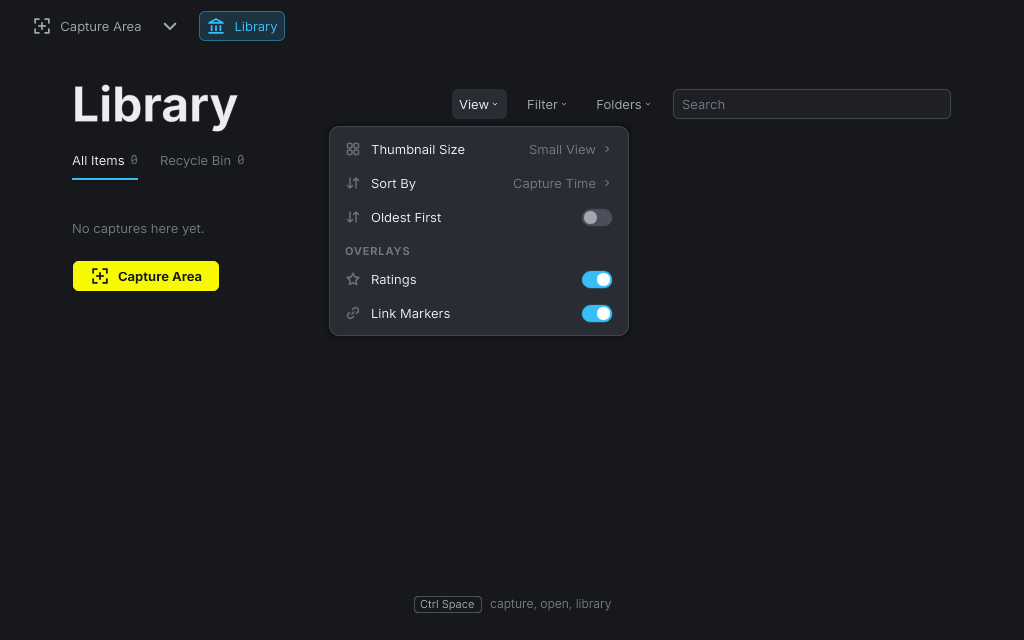 Capture Area
Library
Library
View
Filter
Folders
Search
All Items 0
Recycle Bin 0
Thumbnail Size Small View
Sort By Capture Time
Oldest First
OVERLAYS
Ratings
Link Markers
No captures here yet.
Capture Area
Ctrl Space capture, open, library